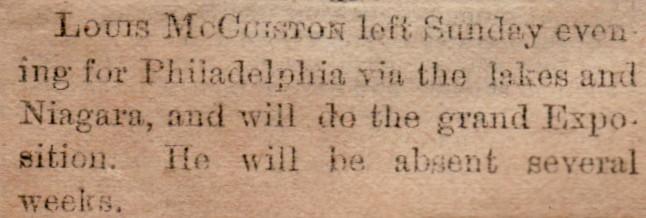 Louis McCuiston left Sunday even-
ing for Philadelphia via the lakes and
Niagara, and will do the grand Expo-
sition. He will be absent several
weeks.